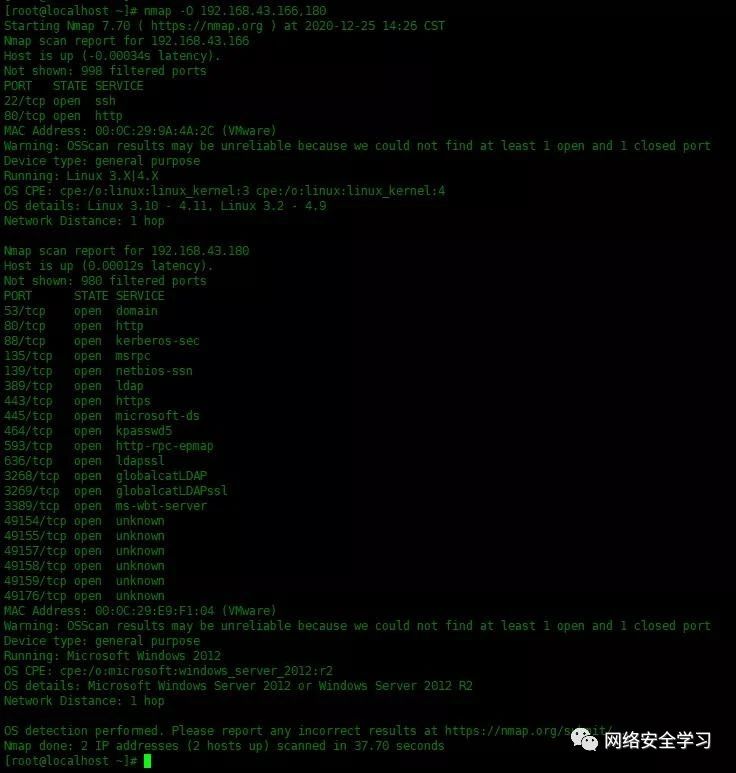 [root@localhost ~]# nmap -O 192.168.43.166,180
Starting Nmap 7.70 ( https://nmap.org ) at 2020-12-25 14:26 CST
Nmap scan report for 192.168.43.166
Host is up (-0.00034s latency).
Not shown: 998 filtered ports
PORT   STATE SERVICE
22/tcp open  ssh
80/tcp open  http
MAC Address: 00:0C:29:9A:4A:2C (VMware)
Warning: OSScan results may be unreliable because we could not find at least 1 open and 1 closed port
Device type: general purpose
Running: Linux 3.X|4.X
OS CPE: cpe:/o:linux:linux_kernel:3 cpe:/o:linux:linux_kernel:4
OS details: Linux 3.10 - 4.11, Linux 3.2 - 4.9
Network Distance: 1 hop

Nmap scan report for 192.168.43.180
Host is up (0.00012s latency).
Not shown: 980 filtered ports
PORT      STATE SERVICE
53/tcp    open  domain
80/tcp    open  http
88/tcp    open  kerberos-sec
135/tcp   open  msrpc
139/tcp   open  netbios-ssn
389/tcp   open  ldap
443/tcp   open  https
445/tcp   open  microsoft-ds
464/tcp   open  kpasswd5
593/tcp   open  http-rpc-epmap
636/tcp   open  ldapssl
3268/tcp  open  globalcatLDAP
3269/tcp  open  globalcatLDAPssl
3389/tcp  open  ms-wbt-server
49154/tcp open  unknown
49155/tcp open  unknown
49157/tcp open  unknown
49158/tcp open  unknown
49159/tcp open  unknown
49176/tcp open  unknown
MAC Address: 00:0C:29:E9:F1:04 (VMware)
Warning: OSScan results may be unreliable because we could not find at least 1 open and 1 closed port
Device type: general purpose
Running: Microsoft Windows 2012
OS CPE: cpe:/o:microsoft:windows_server_2012:r2
OS details: Microsoft Windows Server 2012 or Windows Server 2012 R2
Network Distance: 1 hop

OS detection performed. Please report any incorrect results at https://nmap.org/submit/
Nmap done: 2 IP addresses (2 hosts up) scanned in 37.70 seconds
[root@localhost ~]#
网络安全学习